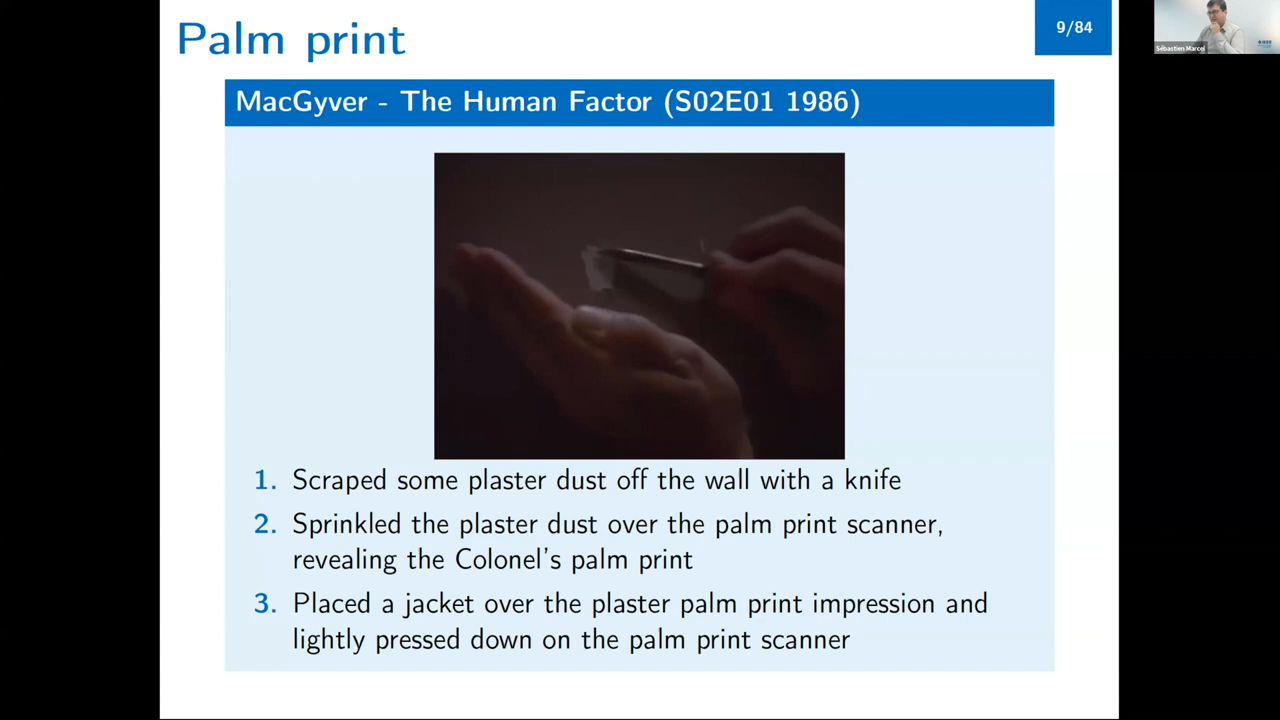 Palm print
9/84
Sébastien Marcel
IEEE
MacGyver - The Human Factor (S02E01 1986)
1. Scraped some plaster dust off the wall with a knife
2. Sprinkled the plaster dust over the palm print scanner,
revealing the Colonel's palm print
3. Placed a jacket over the plaster palm print impression and
lightly pressed down on the palm print scanner